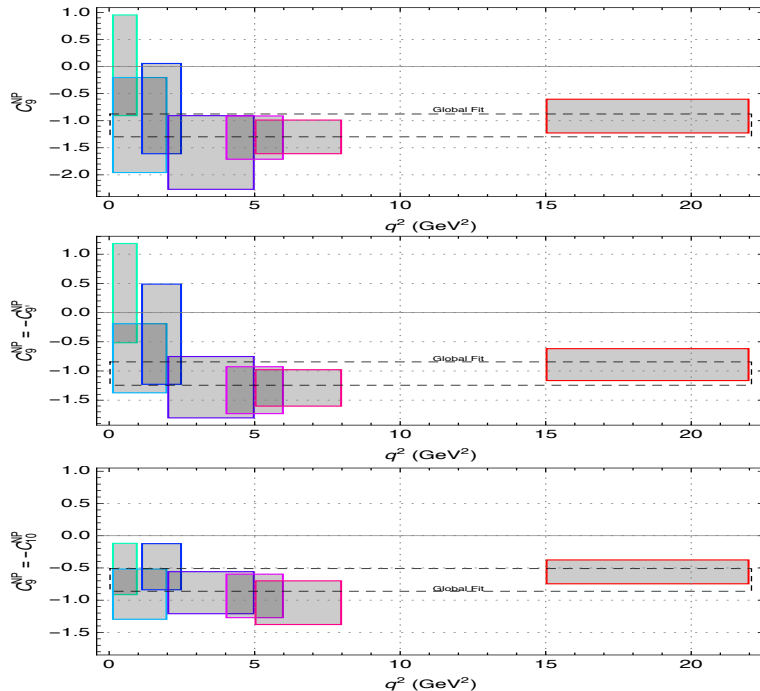 1.0
0.5
0.0
−0.5
−1.0
−1.5
−2.0
C₉ᴺᴾ
Global Fit
0 5 10 15 20
q² (GeV²)
1.0
0.5
0.0
−0.5
−1.0
−1.5
C₉ᴺᴾ = −C₉′ᴺᴾ
Global Fit
0 5 10 15 20
q² (GeV²)
1.0
0.5
0.0
−0.5
−1.0
−1.5
C₉ᴺᴾ = −C₁₀ᴺᴾ
Global Fit
0 5 10 15 20
q² (GeV²)